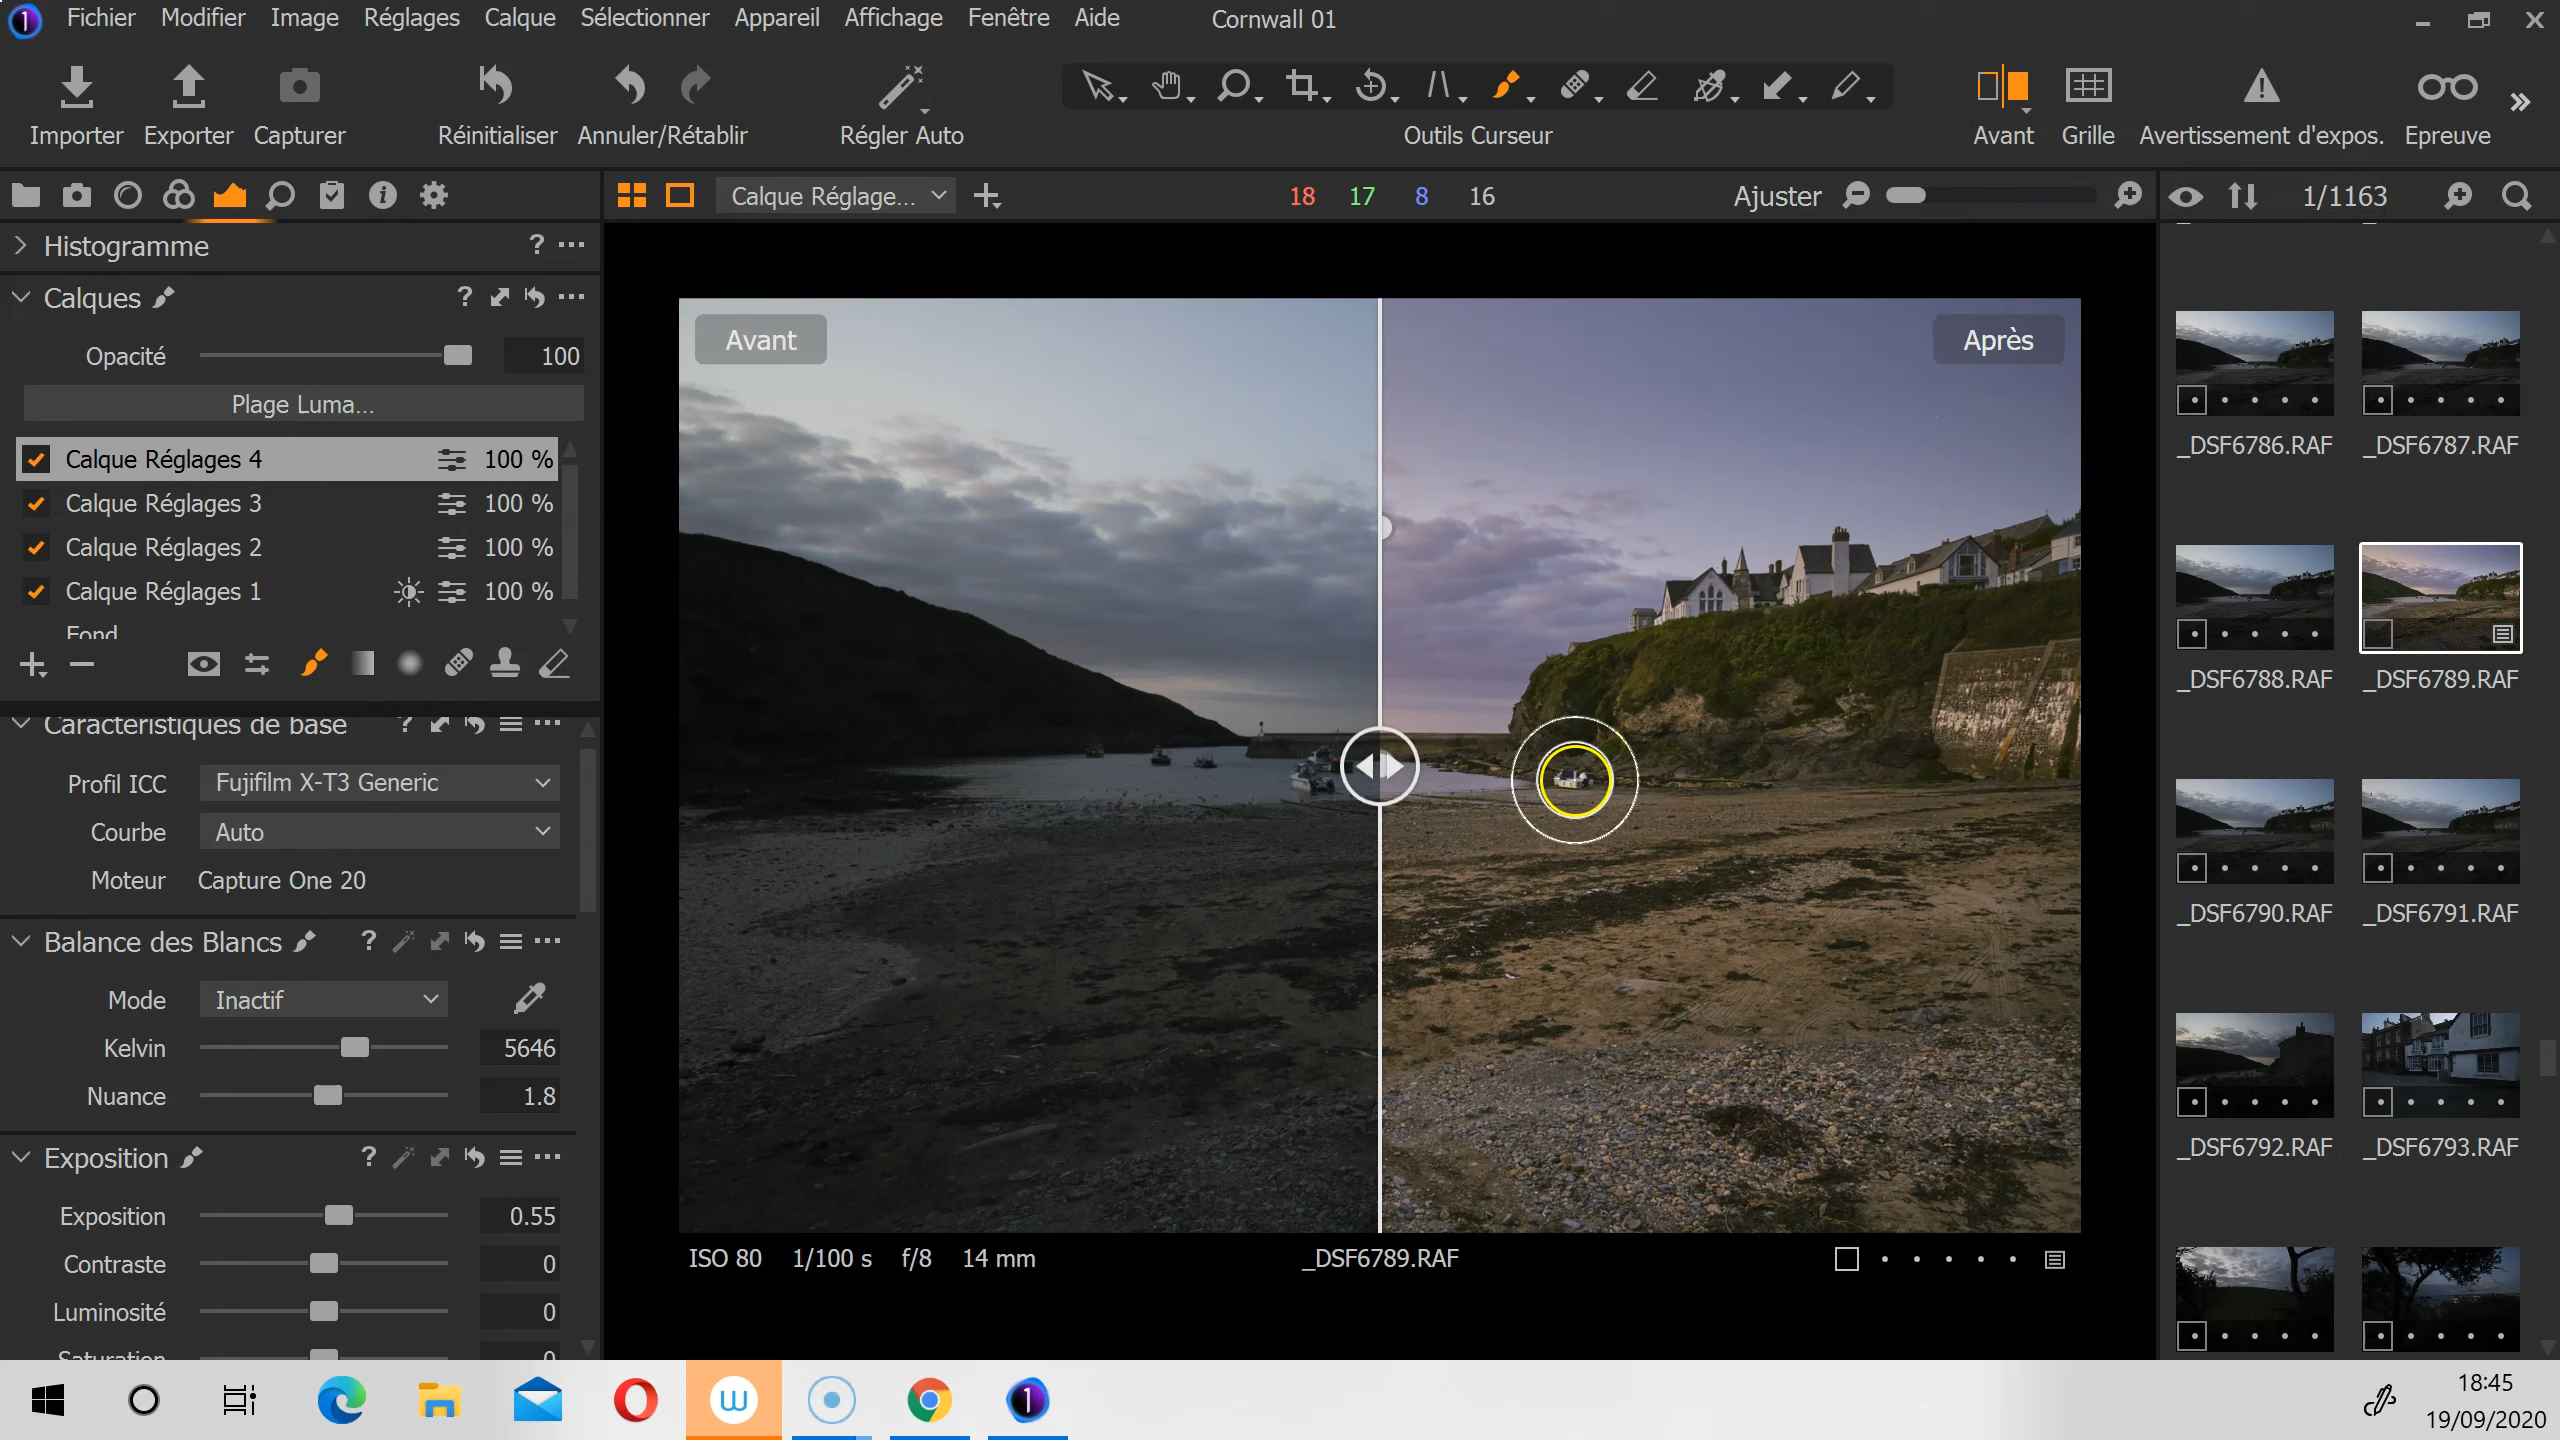 Fichier Modifier Image Réglages Calque Sélectionner Appareil Affichage Fenêtre Aide Cornwall 01
Importer Exporter Capturer Réinitialiser Annuler/Rétablir Régler Auto Outils Curseur Avant Grille Avertissement d'expos. Epreuve
Calque Réglage... 18 17 8 16 Ajuster 1/1163
Histogramme
Calques
Opacité 100
Plage Luma...
Calque Réglages 4 100 %
Calque Réglages 3 100 %
Calque Réglages 2 100 %
Calque Réglages 1 100 %
Fond
Caractéristiques de base
Profil ICC Fujifilm X-T3 Generic
Courbe Auto
Moteur Capture One 20
Balance des Blancs
Mode Inactif
Kelvin 5646
Nuance 1.8
Exposition
Exposition 0.55
Contraste 0
Luminosité 0
Saturation 0
Avant Après
ISO 80 1/100 s f/8 14 mm _DSF6789.RAF
_DSF6786.RAF _DSF6787.RAF
_DSF6788.RAF _DSF6789.RAF
_DSF6790.RAF _DSF6791.RAF
_DSF6792.RAF _DSF6793.RAF
18:45
19/09/2020